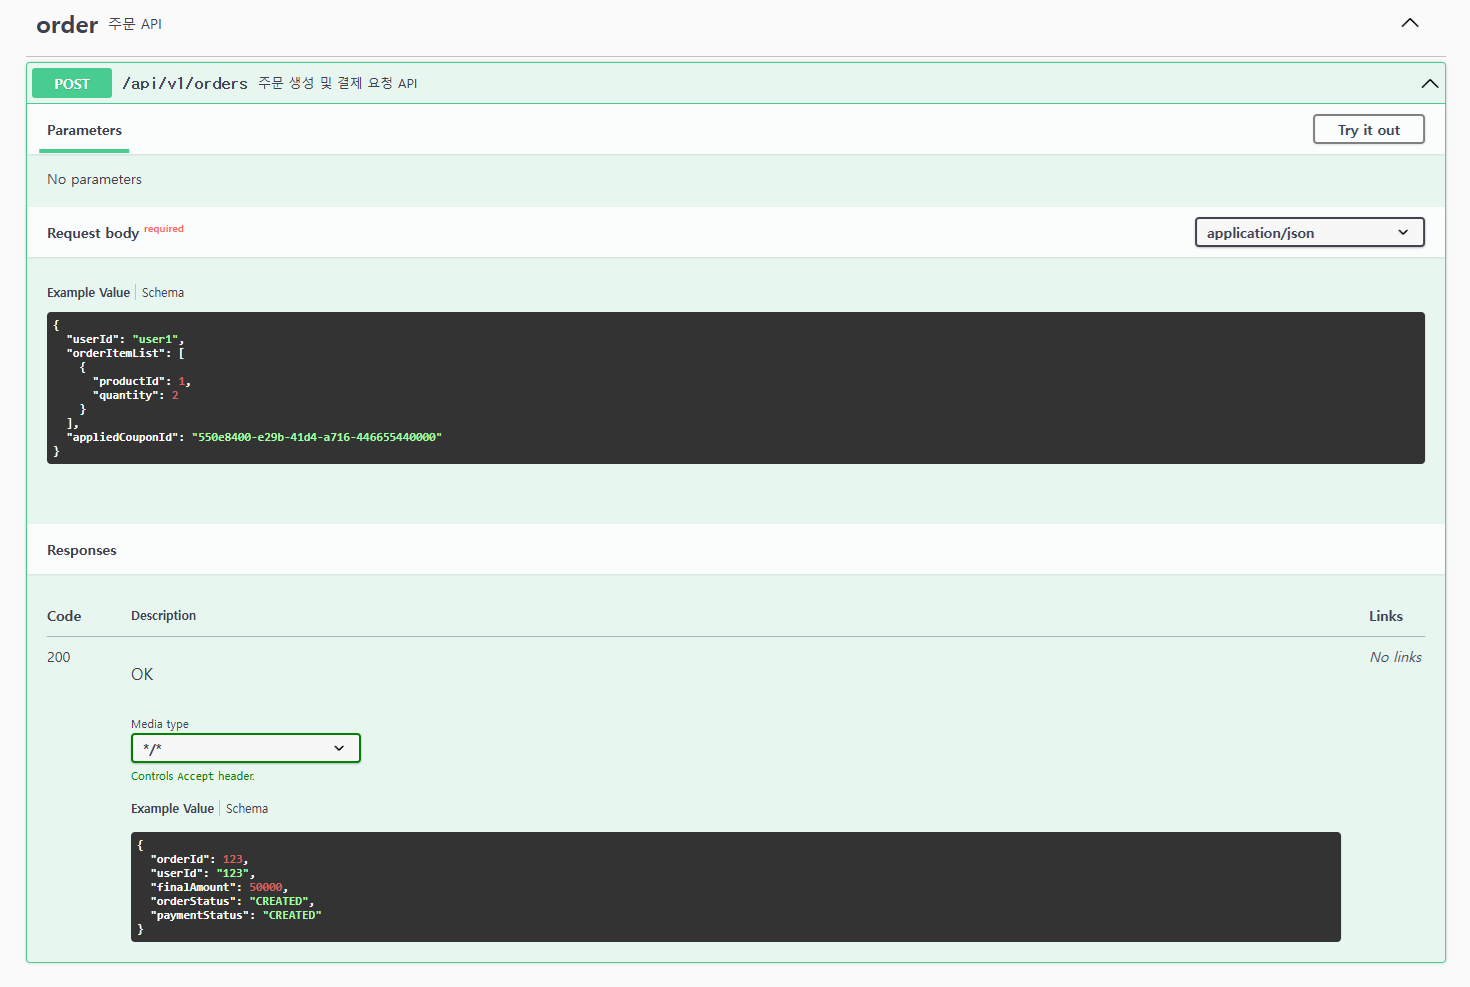 order 주문 API
POST /api/v1/orders 주문 생성 및 결제 요청 API
Parameters
Try it out
No parameters
Request body required
application/json
Example Value | Schema
{
  "userId": "user1",
  "orderItemList": [
    {
      "productId": 1,
      "quantity": 2
    }
  ],
  "appliedCouponId": "550e8400-e29b-41d4-a716-446655440000"
}
Responses
Code Description Links
200 No links
OK
Media type
*/*
Controls Accept header.
Example Value | Schema
{
  "orderId": 123,
  "userId": "123",
  "finalAmount": 50000,
  "orderStatus": "CREATED",
  "paymentStatus": "CREATED"
}